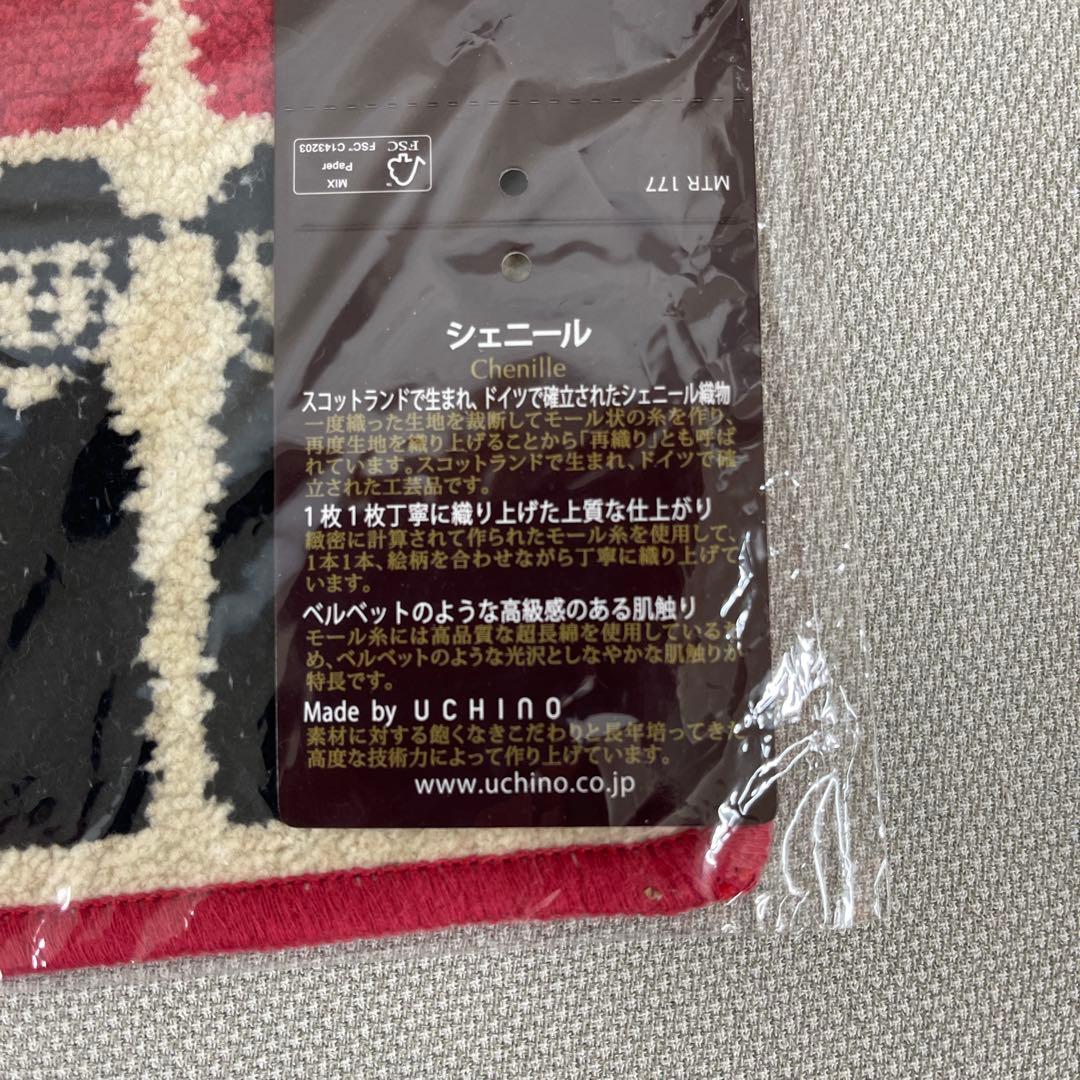 MTR 177
MIX
Paper
FSC™ C143203
FSC
シェニール
Chenille
スコットランドで生まれ、ドイツで確立されたシェニール織物
一度織った生地を裁断してモール状の糸を作り、
再度生地を織り上げることから「再織り」とも呼ば
れています。スコットランドで生まれ、ドイツで確
立された工芸品です。
1枚1枚丁寧に織り上げた上質な仕上がり
緻密に計算されて作られたモール糸を使用して、
1本1本、絵柄を合わせながら丁寧に織り上げて
います。
ベルベットのような高級感のある肌触り
モール糸には高品質な超長綿を使用しているた
め、ベルベットのような光沢としなやかな肌触りが
特長です。
Made by UCHINO
素材に対する飽くなきこだわりと長年培ってきた
高度な技術力によって作り上げています。
www.uchino.co.jp